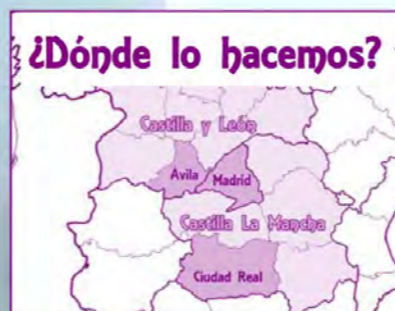 ¿Dónde lo hacemos?
Castilla y León
Ávila
Madrid
Castilla La Mancha
Ciudad Real